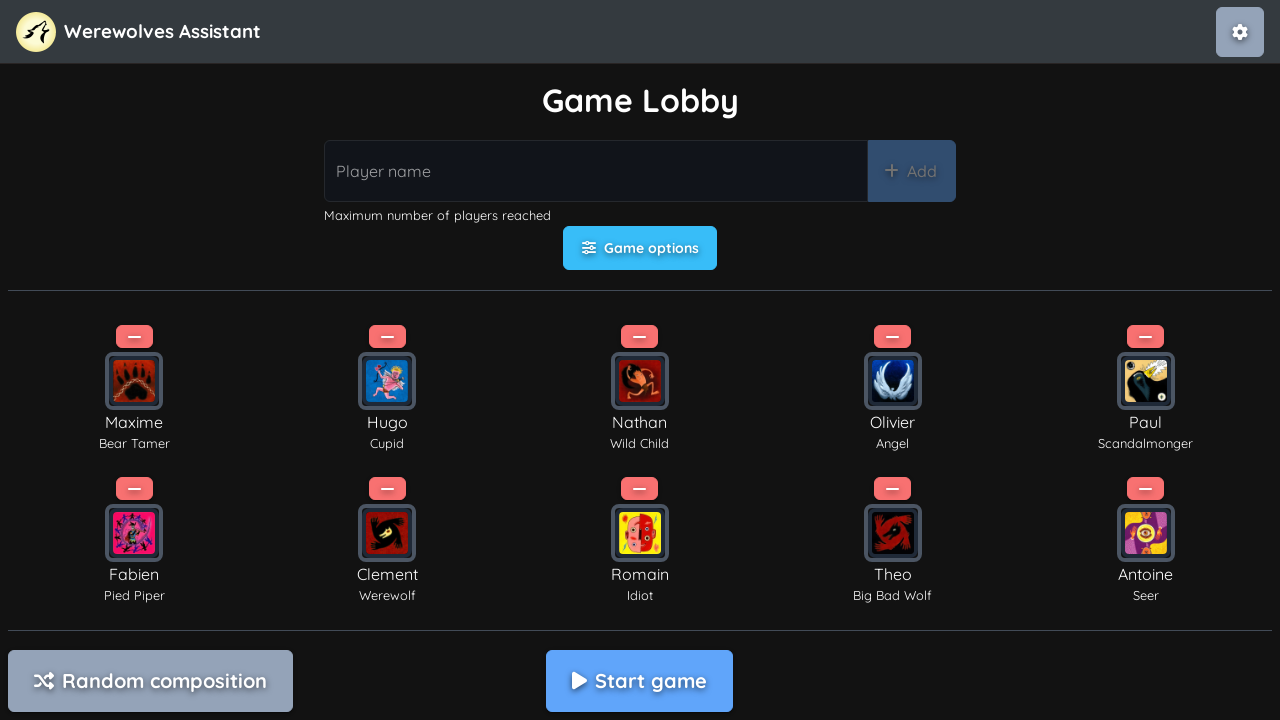 Werewolves Assistant
Game Lobby
Player name
Add
Maximum number of players reached
Game options
Maxime
Bear Tamer
Hugo
Cupid
Nathan
Wild Child
Olivier
Angel
Paul
Scandalmonger
Fabien
Pied Piper
Clement
Werewolf
Romain
Idiot
Theo
Big Bad Wolf
Antoine
Seer
Random composition
Start game